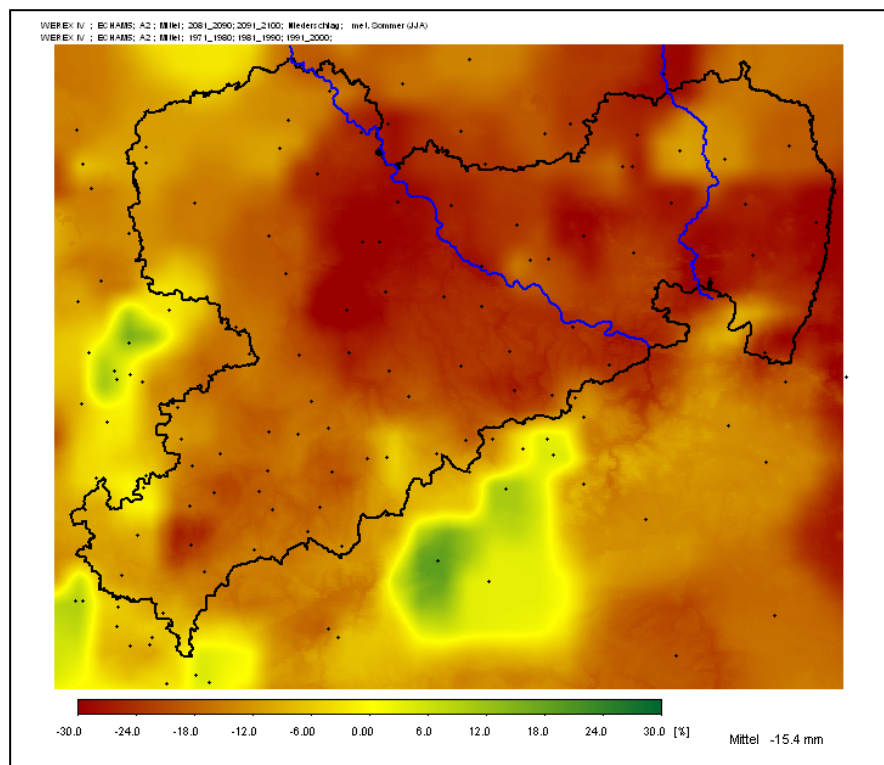 WEREX IV ; ECHAM5; A2 ; Mittel; 2081_2090; 2091_2100; Niederschlag; met. Sommer (JJA)
WEREX IV ; ECHAM5; A2 ; Mittel; 1971_1980; 1981_1990; 1991_2000;
-30.0 -24.0 -18.0 -12.0 -6.00 0.00 6.0 12.0 18.0 24.0 30.0 [%]
Mittel -15.4 mm